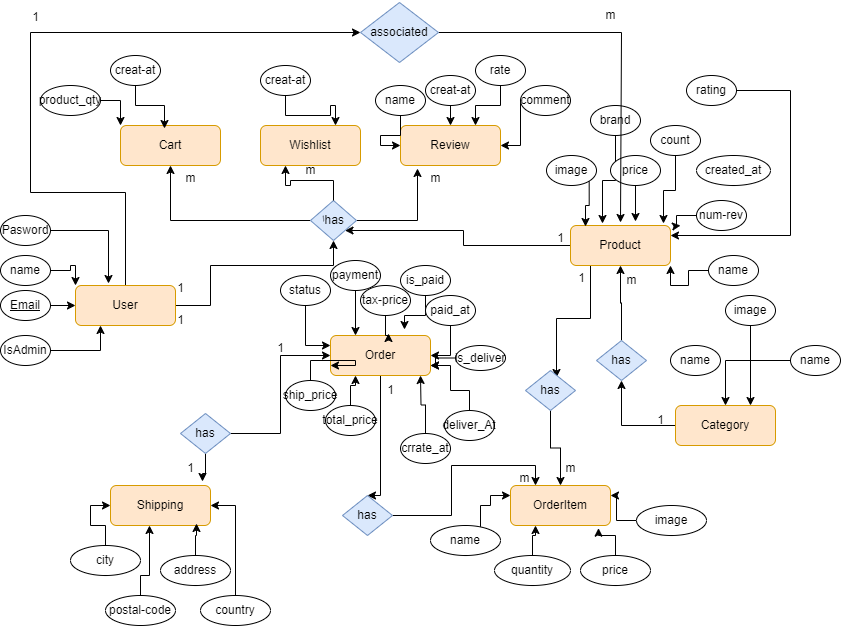 1
m
associated
creat-at
creat-at
rate
rating
creat-at
product_qty
name
comment
brand
count
Cart
Wishlist
Review
image
price
created_at
m
m
m
num-rev
has
Pasword
1
Product
name
payment
is_paid
1
m
name
User
1
status
tax-price
paid_at
image
Email
1
IsAdmin
1
Order
s_deliver
has
name
name
ship_price
1
has
total_price
deliver_At
1
Category
has
crrate_at
1
m
m
Shipping
OrderItem
has
image
name
city
address
quantity
price
postal-code
country